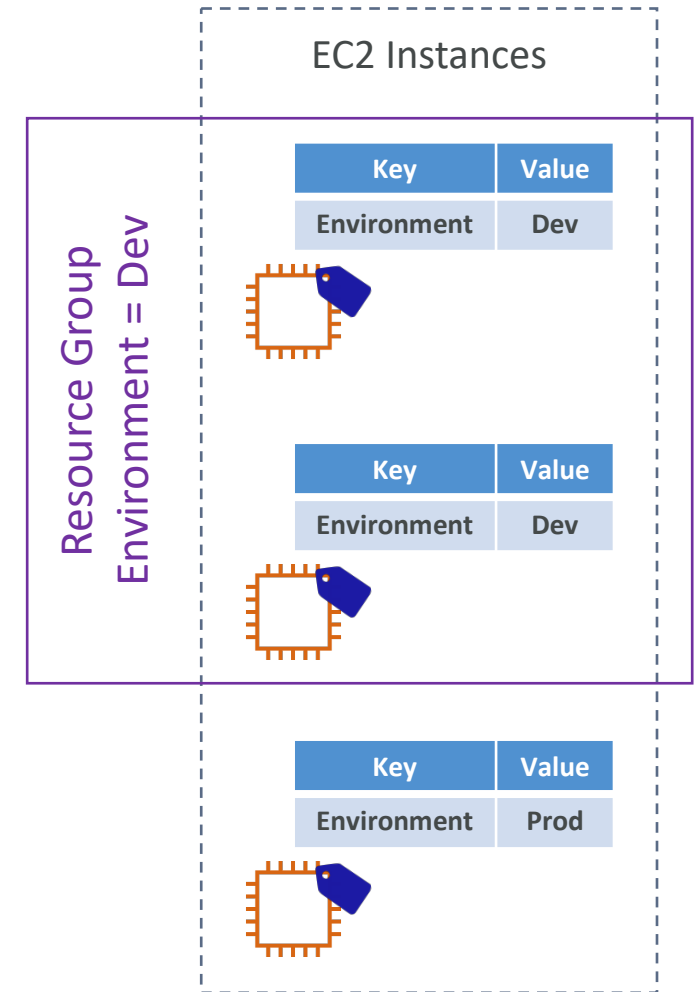 EC2 Instances
Resource Group
Environment = Dev
Key Value
Environment Dev
Key Value
Environment Dev
Key Value
Environment Prod